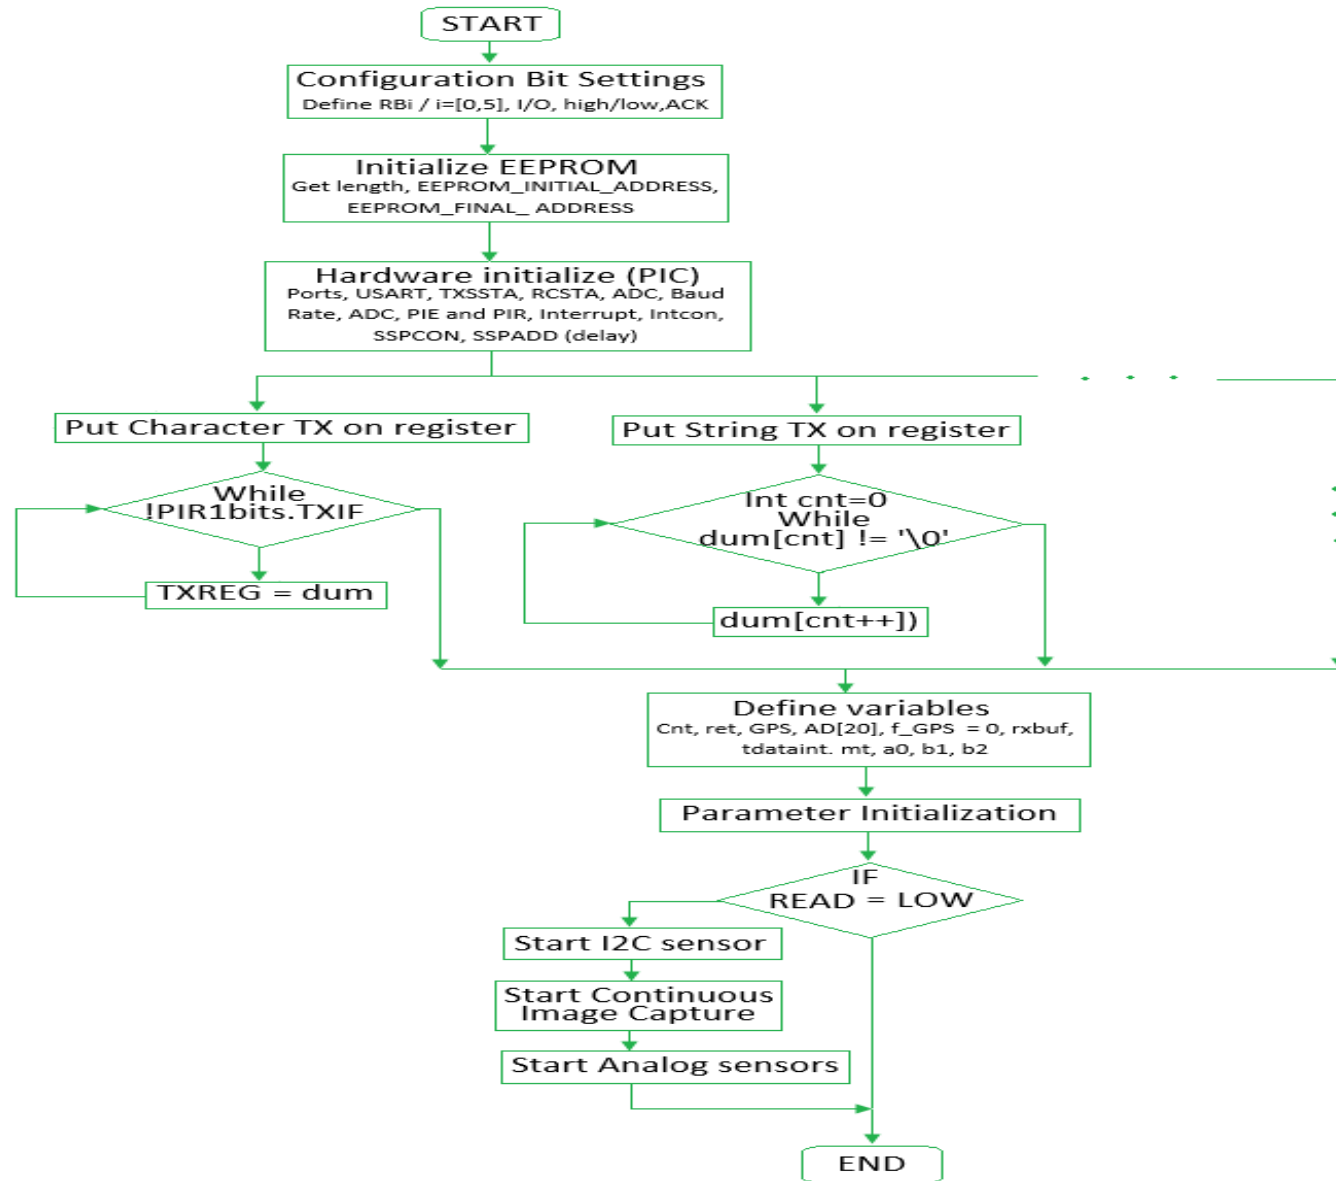 START
Configuration Bit Settings
Define RBi / i=[0,5], I/O, high/low,ACK
Initialize EEPROM
Get length, EEPROM_INITIAL_ADDRESS,
EEPROM_FINAL_ ADDRESS
Hardware initialize (PIC)
Ports, USART, TXSSTA, RCSTA, ADC, Baud
Rate, ADC, PIE and PIR, Interrupt, Intcon,
SSPCON, SSPADD (delay)
Put Character TX on register
While
!PIR1bits.TXIF
TXREG = dum
Put String TX on register
Int cnt=0
While
dum[cnt] != '\0'
dum[cnt++])
Define variables
Cnt, ret, GPS, AD[20], f_GPS = 0, rxbuf,
tdataint. mt, a0, b1, b2
Parameter Initialization
IF
READ = LOW
Start I2C sensor
Start Continuous
Image Capture
Start Analog sensors
END